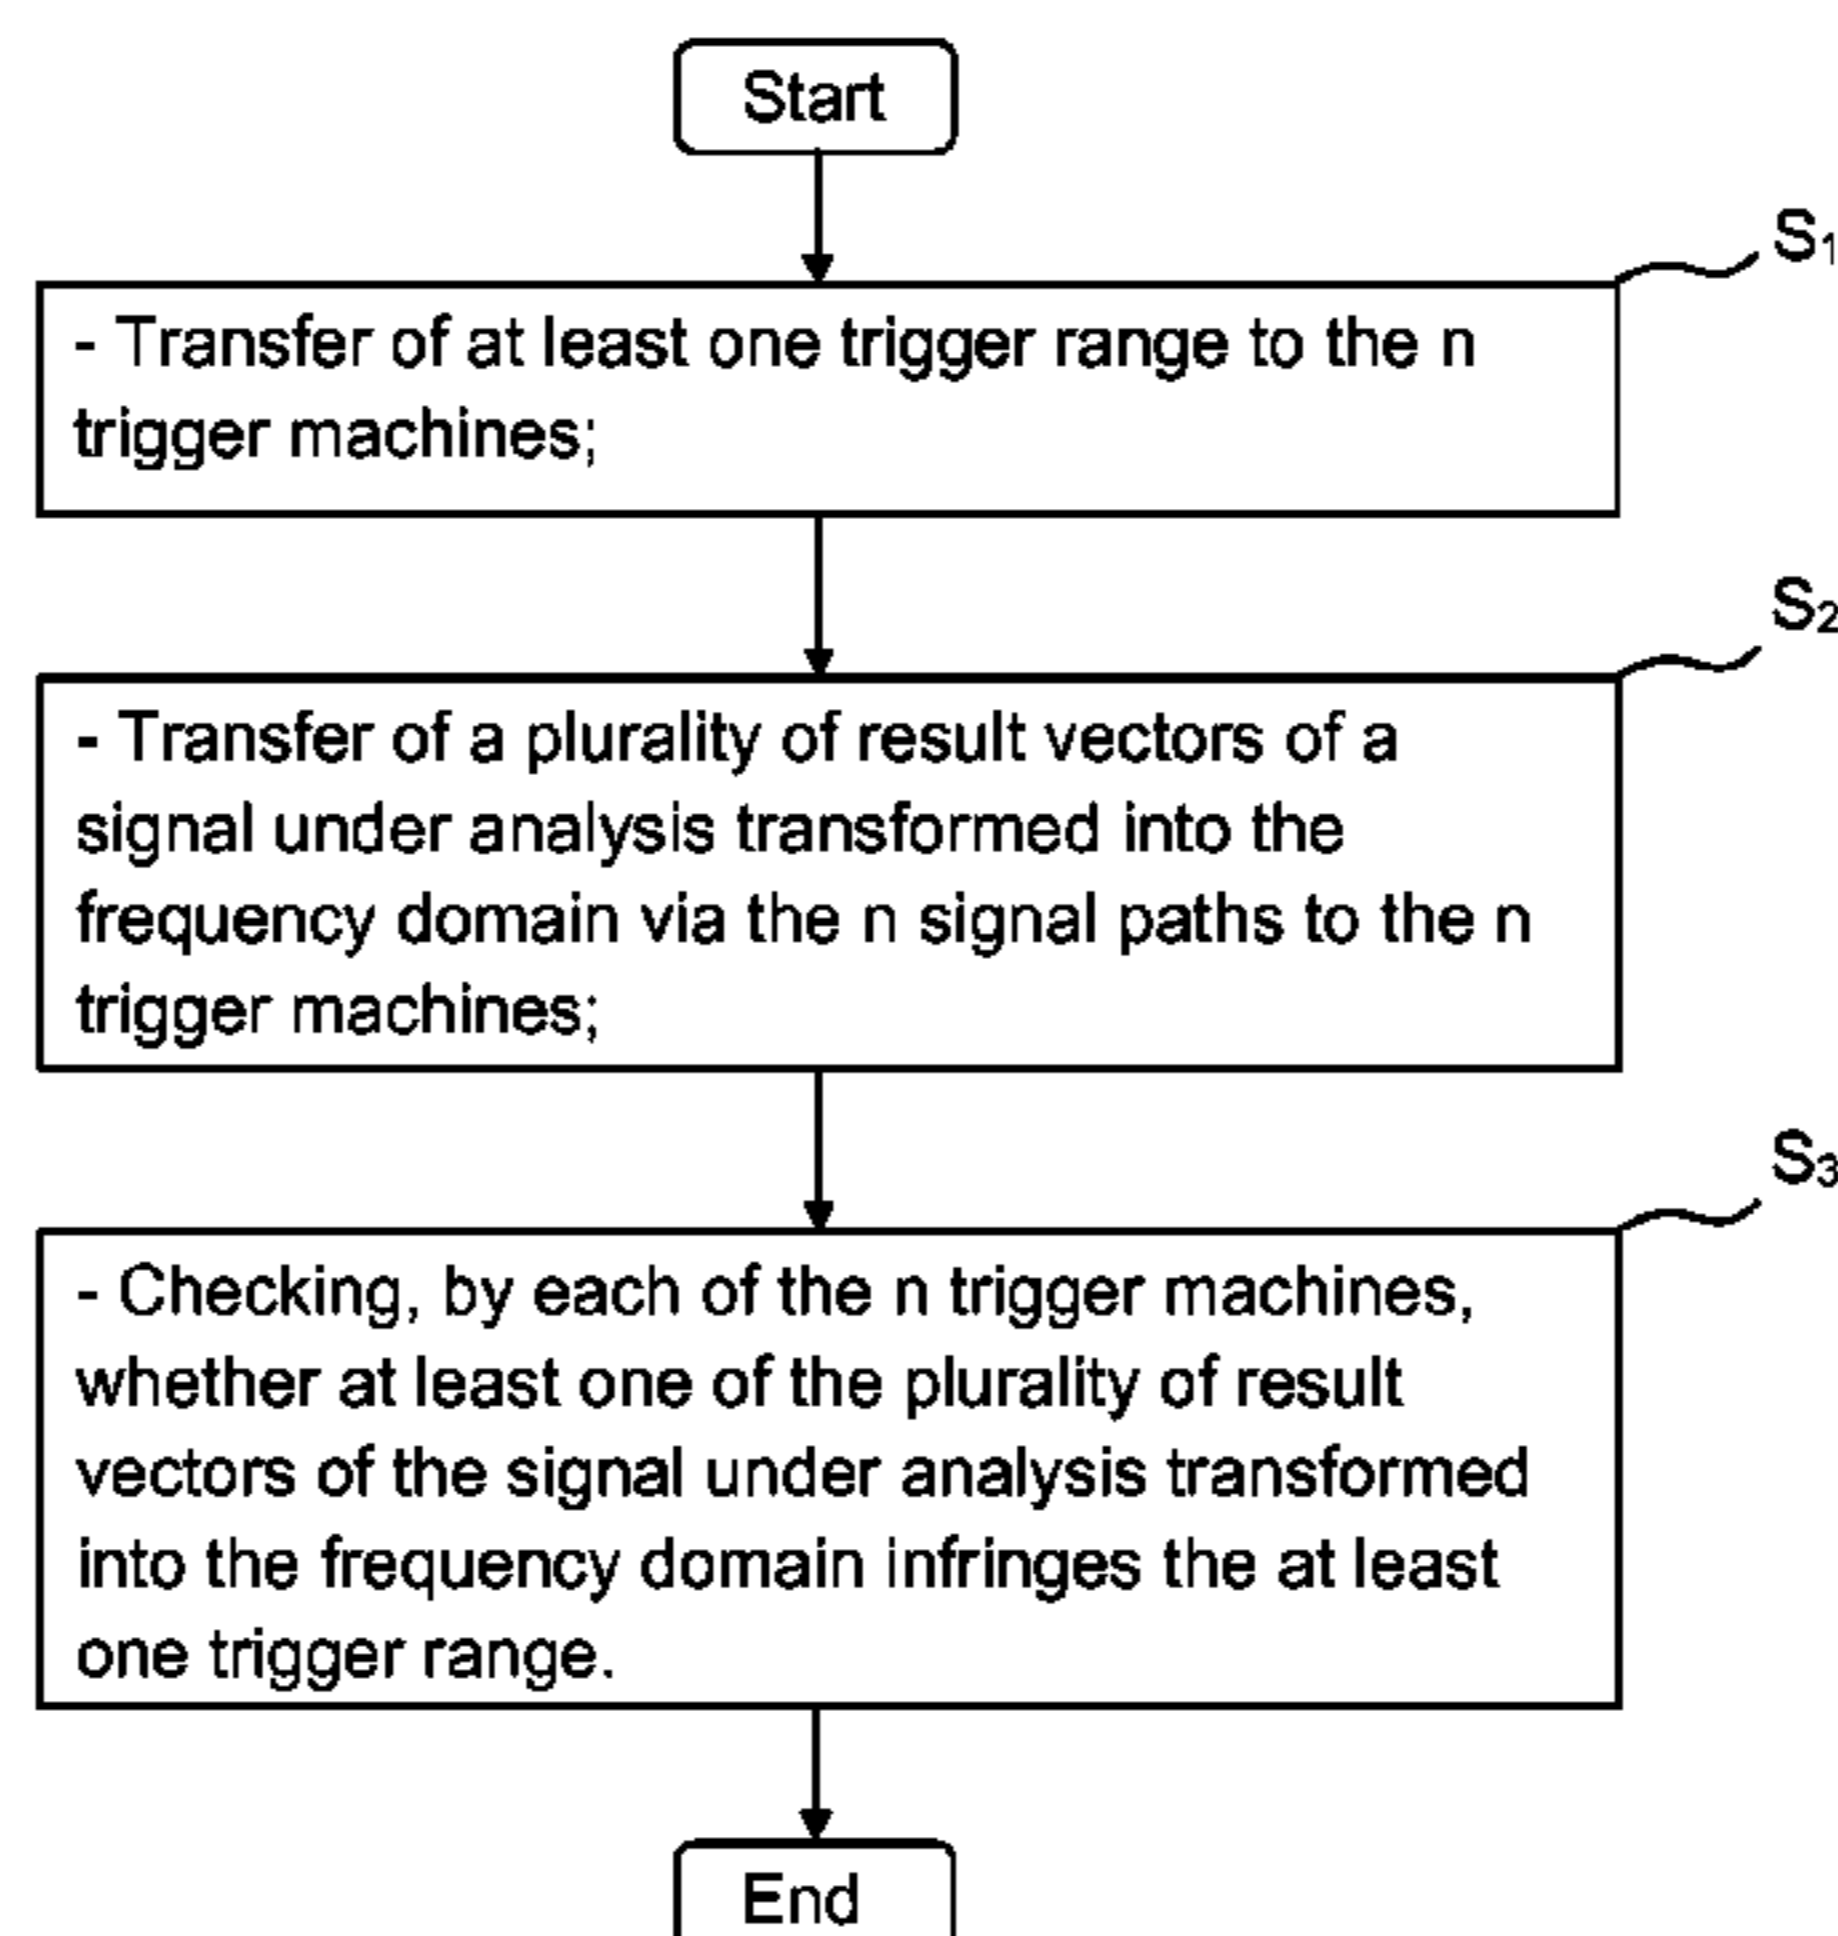 Start
S1
- Transfer of at least one trigger range to the n
trigger machines;
S2
- Transfer of a plurality of result vectors of a
signal under analysis transformed into the
frequency domain via the n signal paths to the n
trigger machines;
S3
- Checking, by each of the n trigger machines,
whether at least one of the plurality of result
vectors of the signal under analysis transformed
into the frequency domain infringes the at least
one trigger range.
End